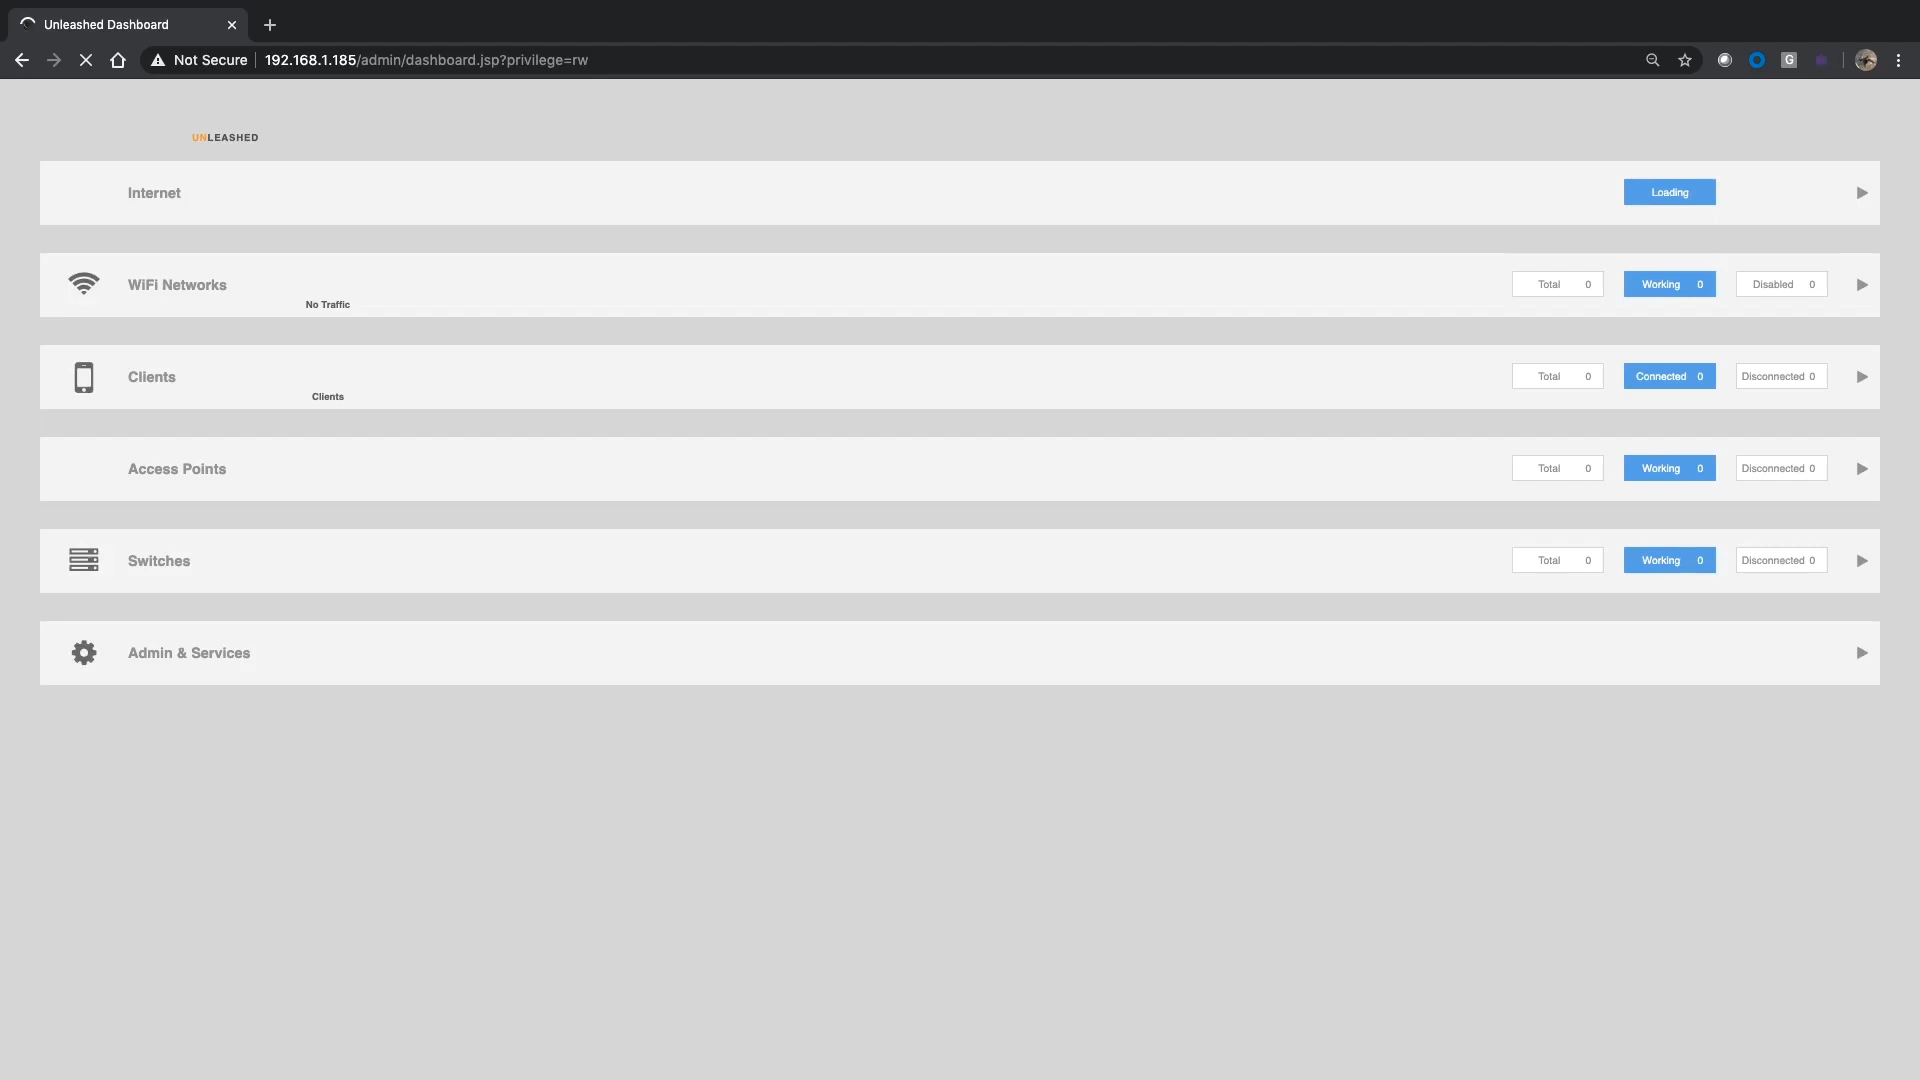 Unleashed Dashboard
Not Secure 192.168.1.185/admin/dashboard.jsp?privilege=rw
G
UNLEASHED
Internet Loading
WiFi Networks Total 0 Working 0 Disabled 0
No Traffic
Clients Total 0 Connected 0 Disconnected 0
Clients
Access Points Total 0 Working 0 Disconnected 0
Switches Total 0 Working 0 Disconnected 0
Admin & Services